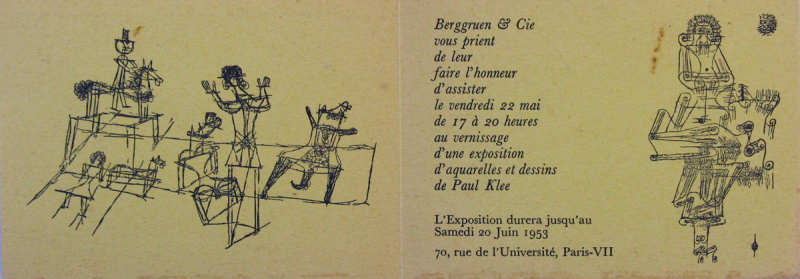 Berggruen & Cie
vous prient
de leur
faire l'honneur
d'assister
le vendredi 22 mai
de 17 à 20 heures
au vernissage
d'une exposition
d'aquarelles et dessins
de Paul Klee
L'Exposition durera jusqu'au
Samedi 20 Juin 1953
70, rue de l'Université, Paris-VII